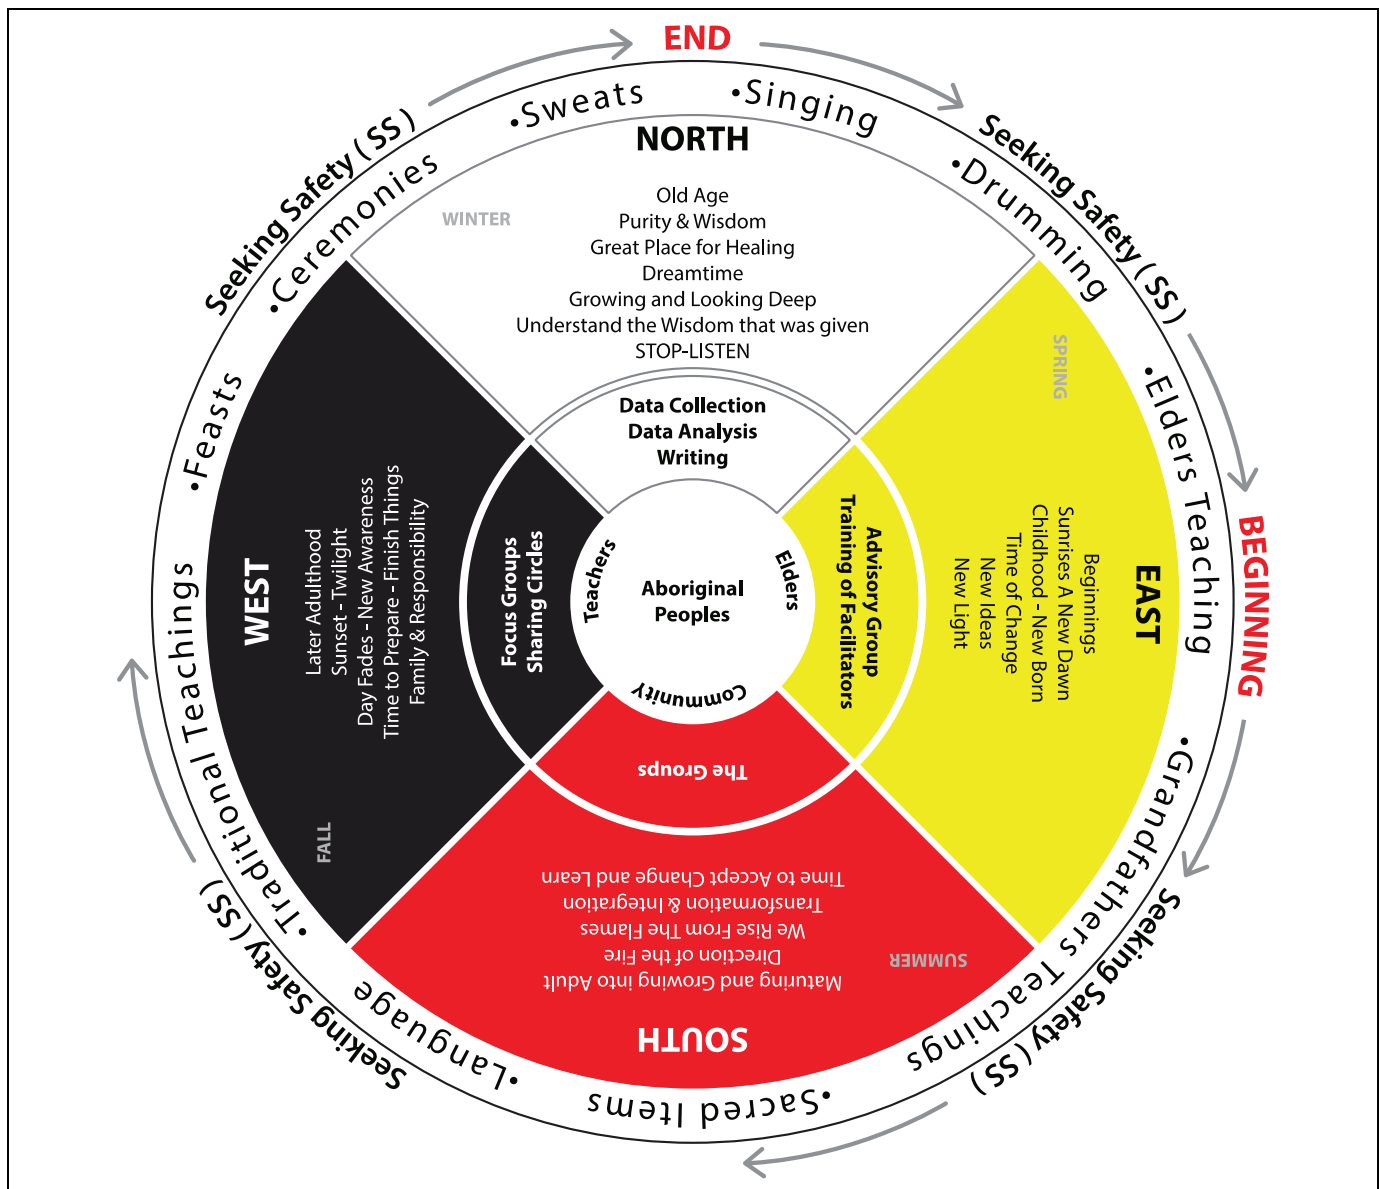 END
Seeking Safety (SS)
Seeking Safety (SS)
BEGINNING
Seeking Safety (SS)
Seeking Safety (SS)
•Sweats
•Singing
•Drumming
•Elders Teaching
•Grandfathers Teachings
•Sacred Items
•Language
•Traditional Teachings
•Feasts
•Ceremonies
NORTH
WINTER
Old Age
Purity & Wisdom
Great Place for Healing
Dreamtime
Growing and Looking Deep
Understand the Wisdom that was given
STOP-LISTEN
Data Collection
Data Analysis
Writing
SPRING
EAST
Beginnings
Sunrises A New Dawn
Childhood - New Born
Time of Change
New Ideas
New Light
Advisory Group
Training of Facilitators
SOUTH
SUMMER
Maturing and Growing into Adult
Direction of the Fire
We Rise From The Flames
Transformation & Integration
Time to Accept Change and Learn
The Groups
WEST
FALL
Later Adulthood
Sunset - Twilight
Day Fades - New Awareness
Time to Prepare - Finish Things
Family & Responsibility
Focus Groups
Sharing Circles
Teachers
Elders
Community
Aboriginal
Peoples